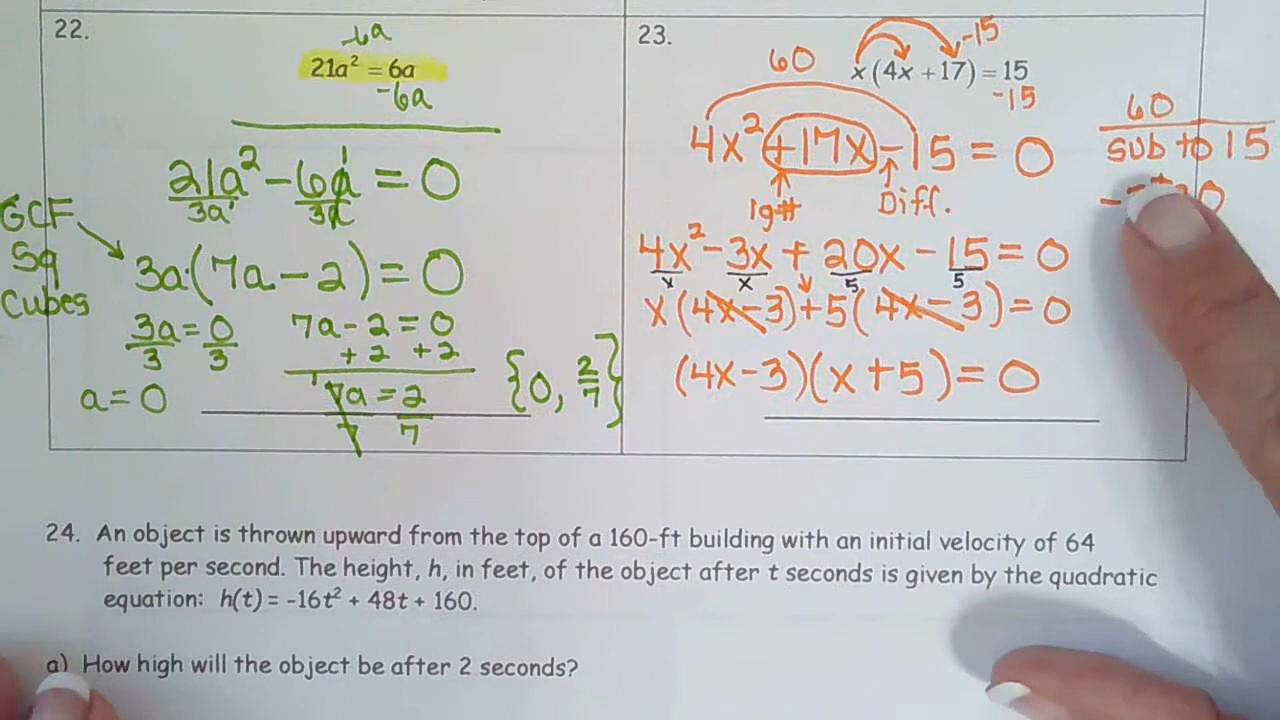 22.
-6a
21a² = 6a
-6a
21a² - 6a = 0
3a 3a
GCF
Sq
Cubes
3a·(7a - 2) = 0
3a = 0
3 3
a = 0
7a - 2 = 0
+2 +2
7a = 2
7 7
{0, 2/7}
23.
-15
60
x(4x + 17) = 15
-15
4x² + 17x - 15 = 0
lg#
Diff.
60
sub to 15
4x² - 3x + 20x - 15 = 0
x x 5 5
x(4x - 3) + 5(4x - 3) = 0
(4x - 3)(x + 5) = 0
24. An object is thrown upward from the top of a 160-ft building with an initial velocity of 64
feet per second. The height, h, in feet, of the object after t seconds is given by the quadratic
equation: h(t) = -16t² + 48t + 160.
a) How high will the object be after 2 seconds?